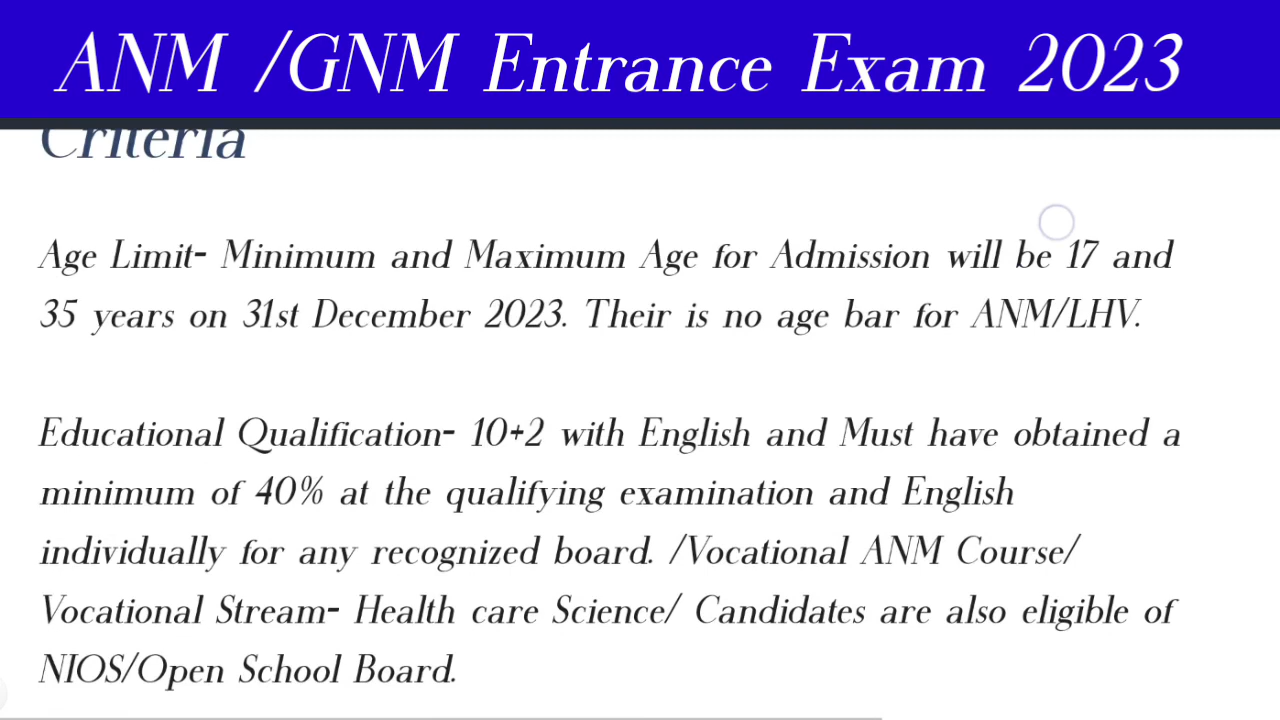 ANM /GNM Entrance Exam 2023
Criteria
Age Limit- Minimum and Maximum Age for Admission will be 17 and
35 years on 31st December 2023. Their is no age bar for ANM/LHV.
Educational Qualification- 10+2 with English and Must have obtained a
minimum of 40% at the qualifying examination and English
individually for any recognized board. /Vocational ANM Course/
Vocational Stream- Health care Science/ Candidates are also eligible of
NIOS/Open School Board.